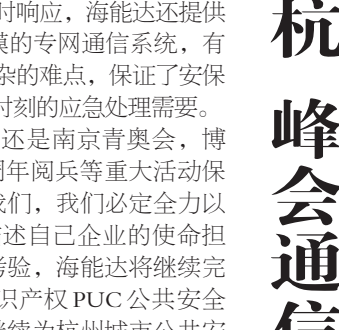 时响应，海能达还提供
模的专网通信系统，有
杂的难点，保证了安保
时刻的应急处理需要。
还是南京青奥会，博
周年阅兵等重大活动保
我们，我们必定全力以
述自己企业的使命担
考验，海能达将继续完
识产权 PUC 公共安全
继续为杭州城市公共安
杭
峰会通信